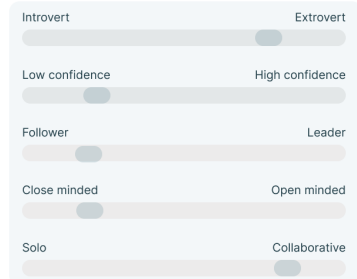 Introvert Extrovert
Low confidence High confidence
Follower Leader
Close minded Open minded
Solo Collaborative